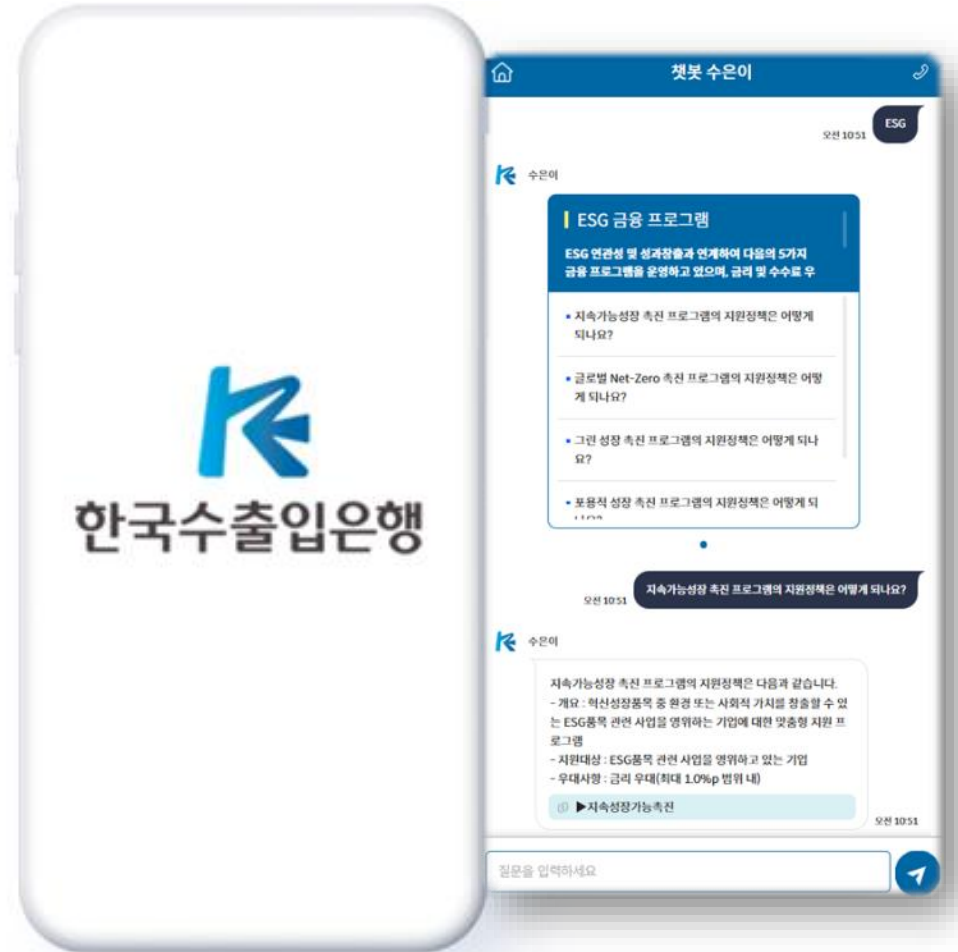 한국수출입은행
챗봇 수은이
ESG
오전 10:51
수은이
ESG 금융 프로그램
ESG 연관성 및 성과창출과 연계하여 다음의 5가지
금융 프로그램을 운영하고 있으며, 금리 및 수수료 우
지속가능성장 촉진 프로그램의 지원정책은 어떻게
되나요?
글로벌 Net-Zero 촉진 프로그램의 지원정책은 어떻
게 되나요?
그린 성장 촉진 프로그램의 지원정책은 어떻게 되나
요?
포용적 성장 촉진 프로그램의 지원정책은 어떻게 되
지속가능성장 촉진 프로그램의 지원정책은 어떻게 되나요?
오전 10:51
수은이
지속가능성장 촉진 프로그램의 지원정책은 다음과 같습니다.
- 개요 : 혁신성장품목 중 환경 또는 사회적 가치를 창출할 수 있
는 ESG품목 관련 사업을 영위하는 기업에 대한 맞춤형 지원 프
로그램
- 지원대상 : ESG품목 관련 사업을 영위하고 있는 기업
- 우대사항 : 금리 우대(최대 1.0%p 범위 내)
▶지속성장가능촉진
오전 10:51
질문을 입력하세요